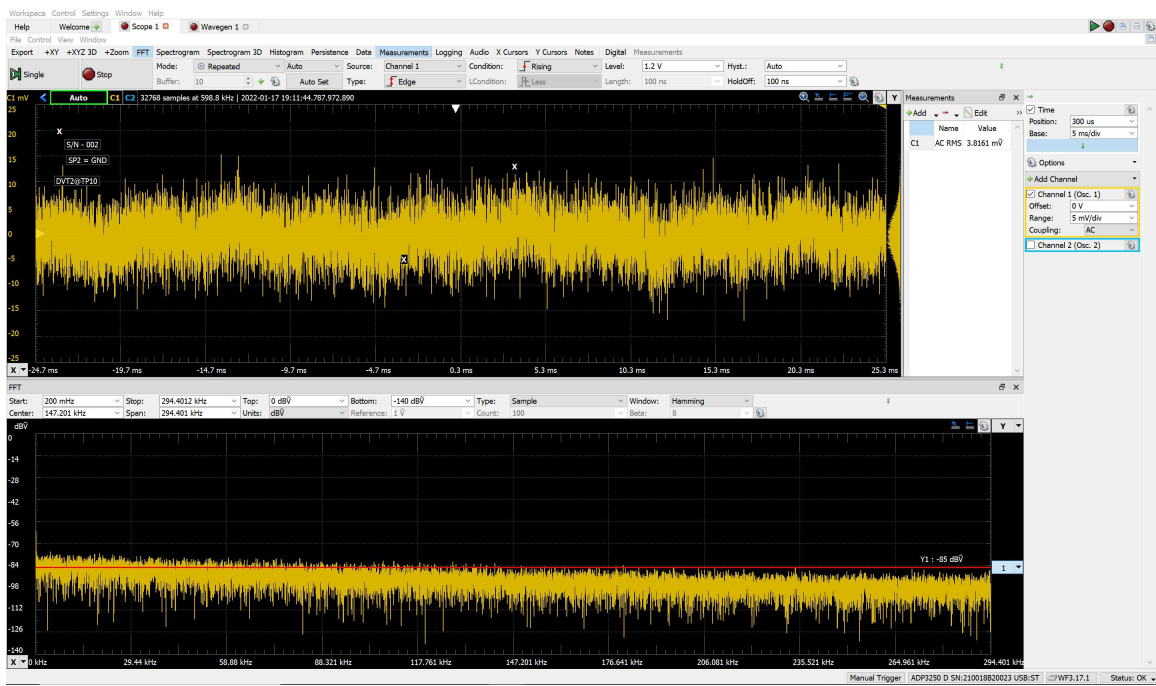 Workspace Control Settings Window Help
Help Welcome Scope 1 Wavegen 1
File Control View Window
Export +XY +XYZ 3D +Zoom FFT Spectrogram Spectrogram 3D Histogram Persistence Data Measurements Logging Audio X Cursors Y Cursors Notes Digital Measurements
Single Stop Mode: Repeated Auto Source: Channel 1 Condition: Rising Level: 1.2 V Hyst.: Auto
Buffer: 10 Auto Set Type: Edge LCondition: Less Length: 100 ns HoldOff: 100 ns
C1 mV Auto C1 C2 32768 samples at 598.8 kHz | 2022-01-17 19:11:44.787.972.890 Y
25
20
15
10
5
0
-5
-10
-15
-20
-25
X
S/N - 002
SP2 = GND
DVT2@TP10
X
X
X -24.7 ms -19.7 ms -14.7 ms -9.7 ms -4.7 ms 0.3 ms 5.3 ms 10.3 ms 15.3 ms 20.3 ms 25.3 ms
Measurements
Add Edit
Name Value
C1 AC RMS 3.8161 mṼ
Time
Position: 300 us
Base: 5 ms/div
Options
Add Channel
Channel 1 (Osc. 1)
Offset: 0 V
Range: 5 mV/div
Coupling: AC
Channel 2 (Osc. 2)
FFT
Start: 200 mHz Stop: 294.4012 kHz Top: 0 dBṼ Bottom: -140 dBṼ Type: Sample Window: Hamming
Center: 147.201 kHz Span: 294.401 kHz Units: dBṼ Reference: 1 Ṽ Count: 100 Beta: 8
dBṼ Y
0
-14
-28
-42
-56
-70
-84
-98
-112
-126
-140
Y1 : -85 dBṼ
1
X 0 kHz 29.44 kHz 58.88 kHz 88.321 kHz 117.761 kHz 147.201 kHz 176.641 kHz 206.081 kHz 235.521 kHz 264.961 kHz 294.401 kHz
Manual Trigger ADP3250 D SN:210018B20023 USB:ST WF3.17.1 Status: OK